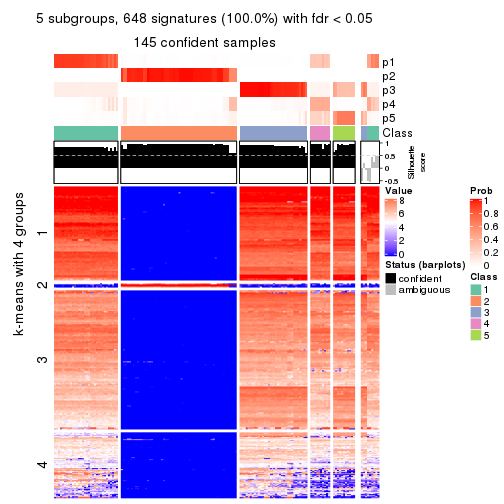 5 subgroups, 648 signatures (100.0%) with fdr < 0.05
145 confident samples
p1
p2
p3
p4
p5
Class
1
0.5
0
-0.5
Silhouette
score
k-means with 4 groups
1
2
3
4
Value
8
6
4
2
0
Status (barplots)
confident
ambiguous
Prob
1
0.8
0.6
0.4
0.2
0
Class
1
2
3
4
5